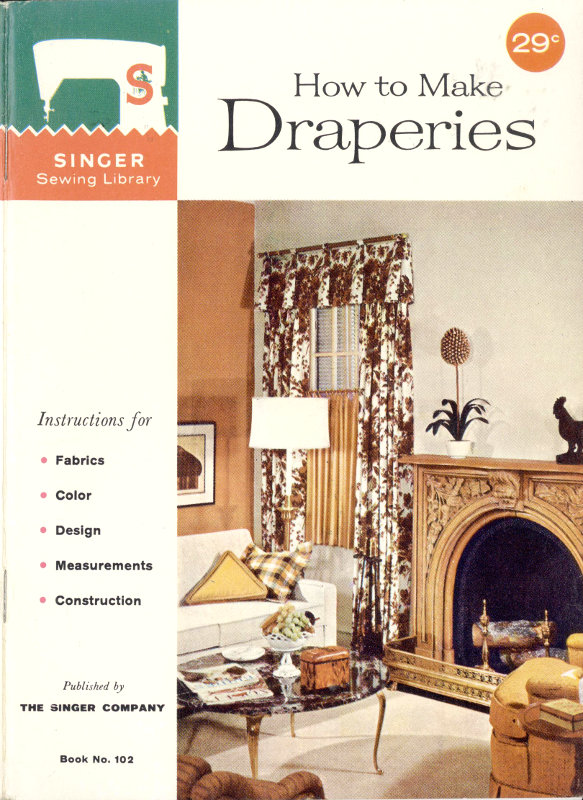 S
SINGER
Sewing Library
29c
How to Make
Draperies
Instructions for
• Fabrics
• Color
• Design
• Measurements
• Construction
Published by
THE SINGER COMPANY
Book No. 102